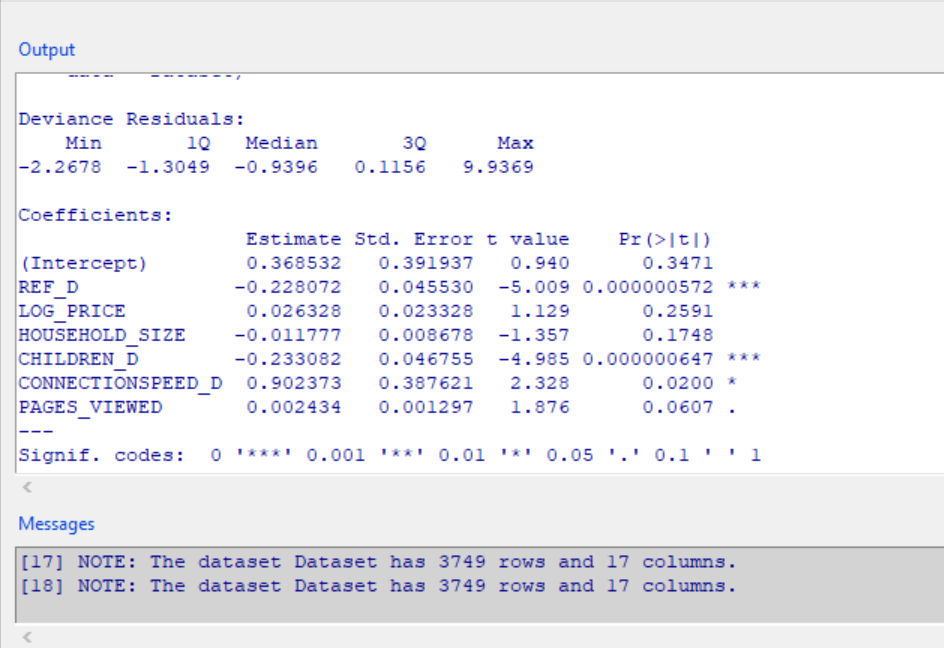 Output
Deviance Residuals:
    Min      1Q   Median      3Q     Max
-2.2678  -1.3049  -0.9396   0.1156   9.9369
Coefficients:
                   Estimate Std. Error t value    Pr(>|t|)
(Intercept)        0.368532   0.391937   0.940      0.3471
REF_D             -0.228072   0.045530  -5.009 0.000000572 ***
LOG_PRICE          0.026328   0.023328   1.129      0.2591
HOUSEHOLD_SIZE    -0.011777   0.008678  -1.357      0.1748
CHILDREN_D        -0.233082   0.046755  -4.985 0.000000647 ***
CONNECTIONSPEED_D  0.902373   0.387621   2.328      0.0200 *
PAGES_VIEWED       0.002434   0.001297   1.876      0.0607 .
---
Signif. codes:  0 '***' 0.001 '**' 0.01 '*' 0.05 '.' 0.1 ' ' 1
Messages
[17] NOTE: The dataset Dataset has 3749 rows and 17 columns.
[18] NOTE: The dataset Dataset has 3749 rows and 17 columns.